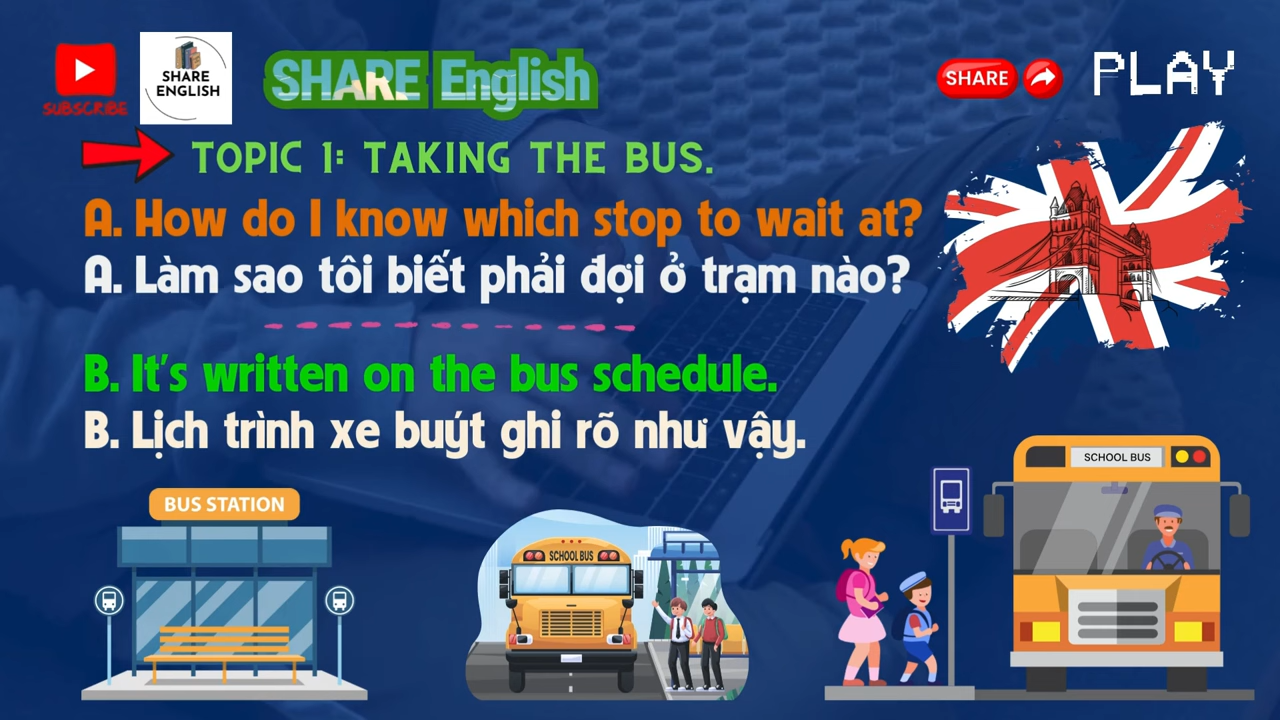 SUBSCRIBE
SHARE
ENGLISH
SHARE English
SHARE
PLAY
TOPIC 1: TAKING THE BUS.
A. How do I know which stop to wait at?
A. Làm sao tôi biết phải đợi ở trạm nào?
B. It's written on the bus schedule.
B. Lịch trình xe buýt ghi rõ như vậy.
BUS STATION
SCHOOL BUS
SCHOOL BUS